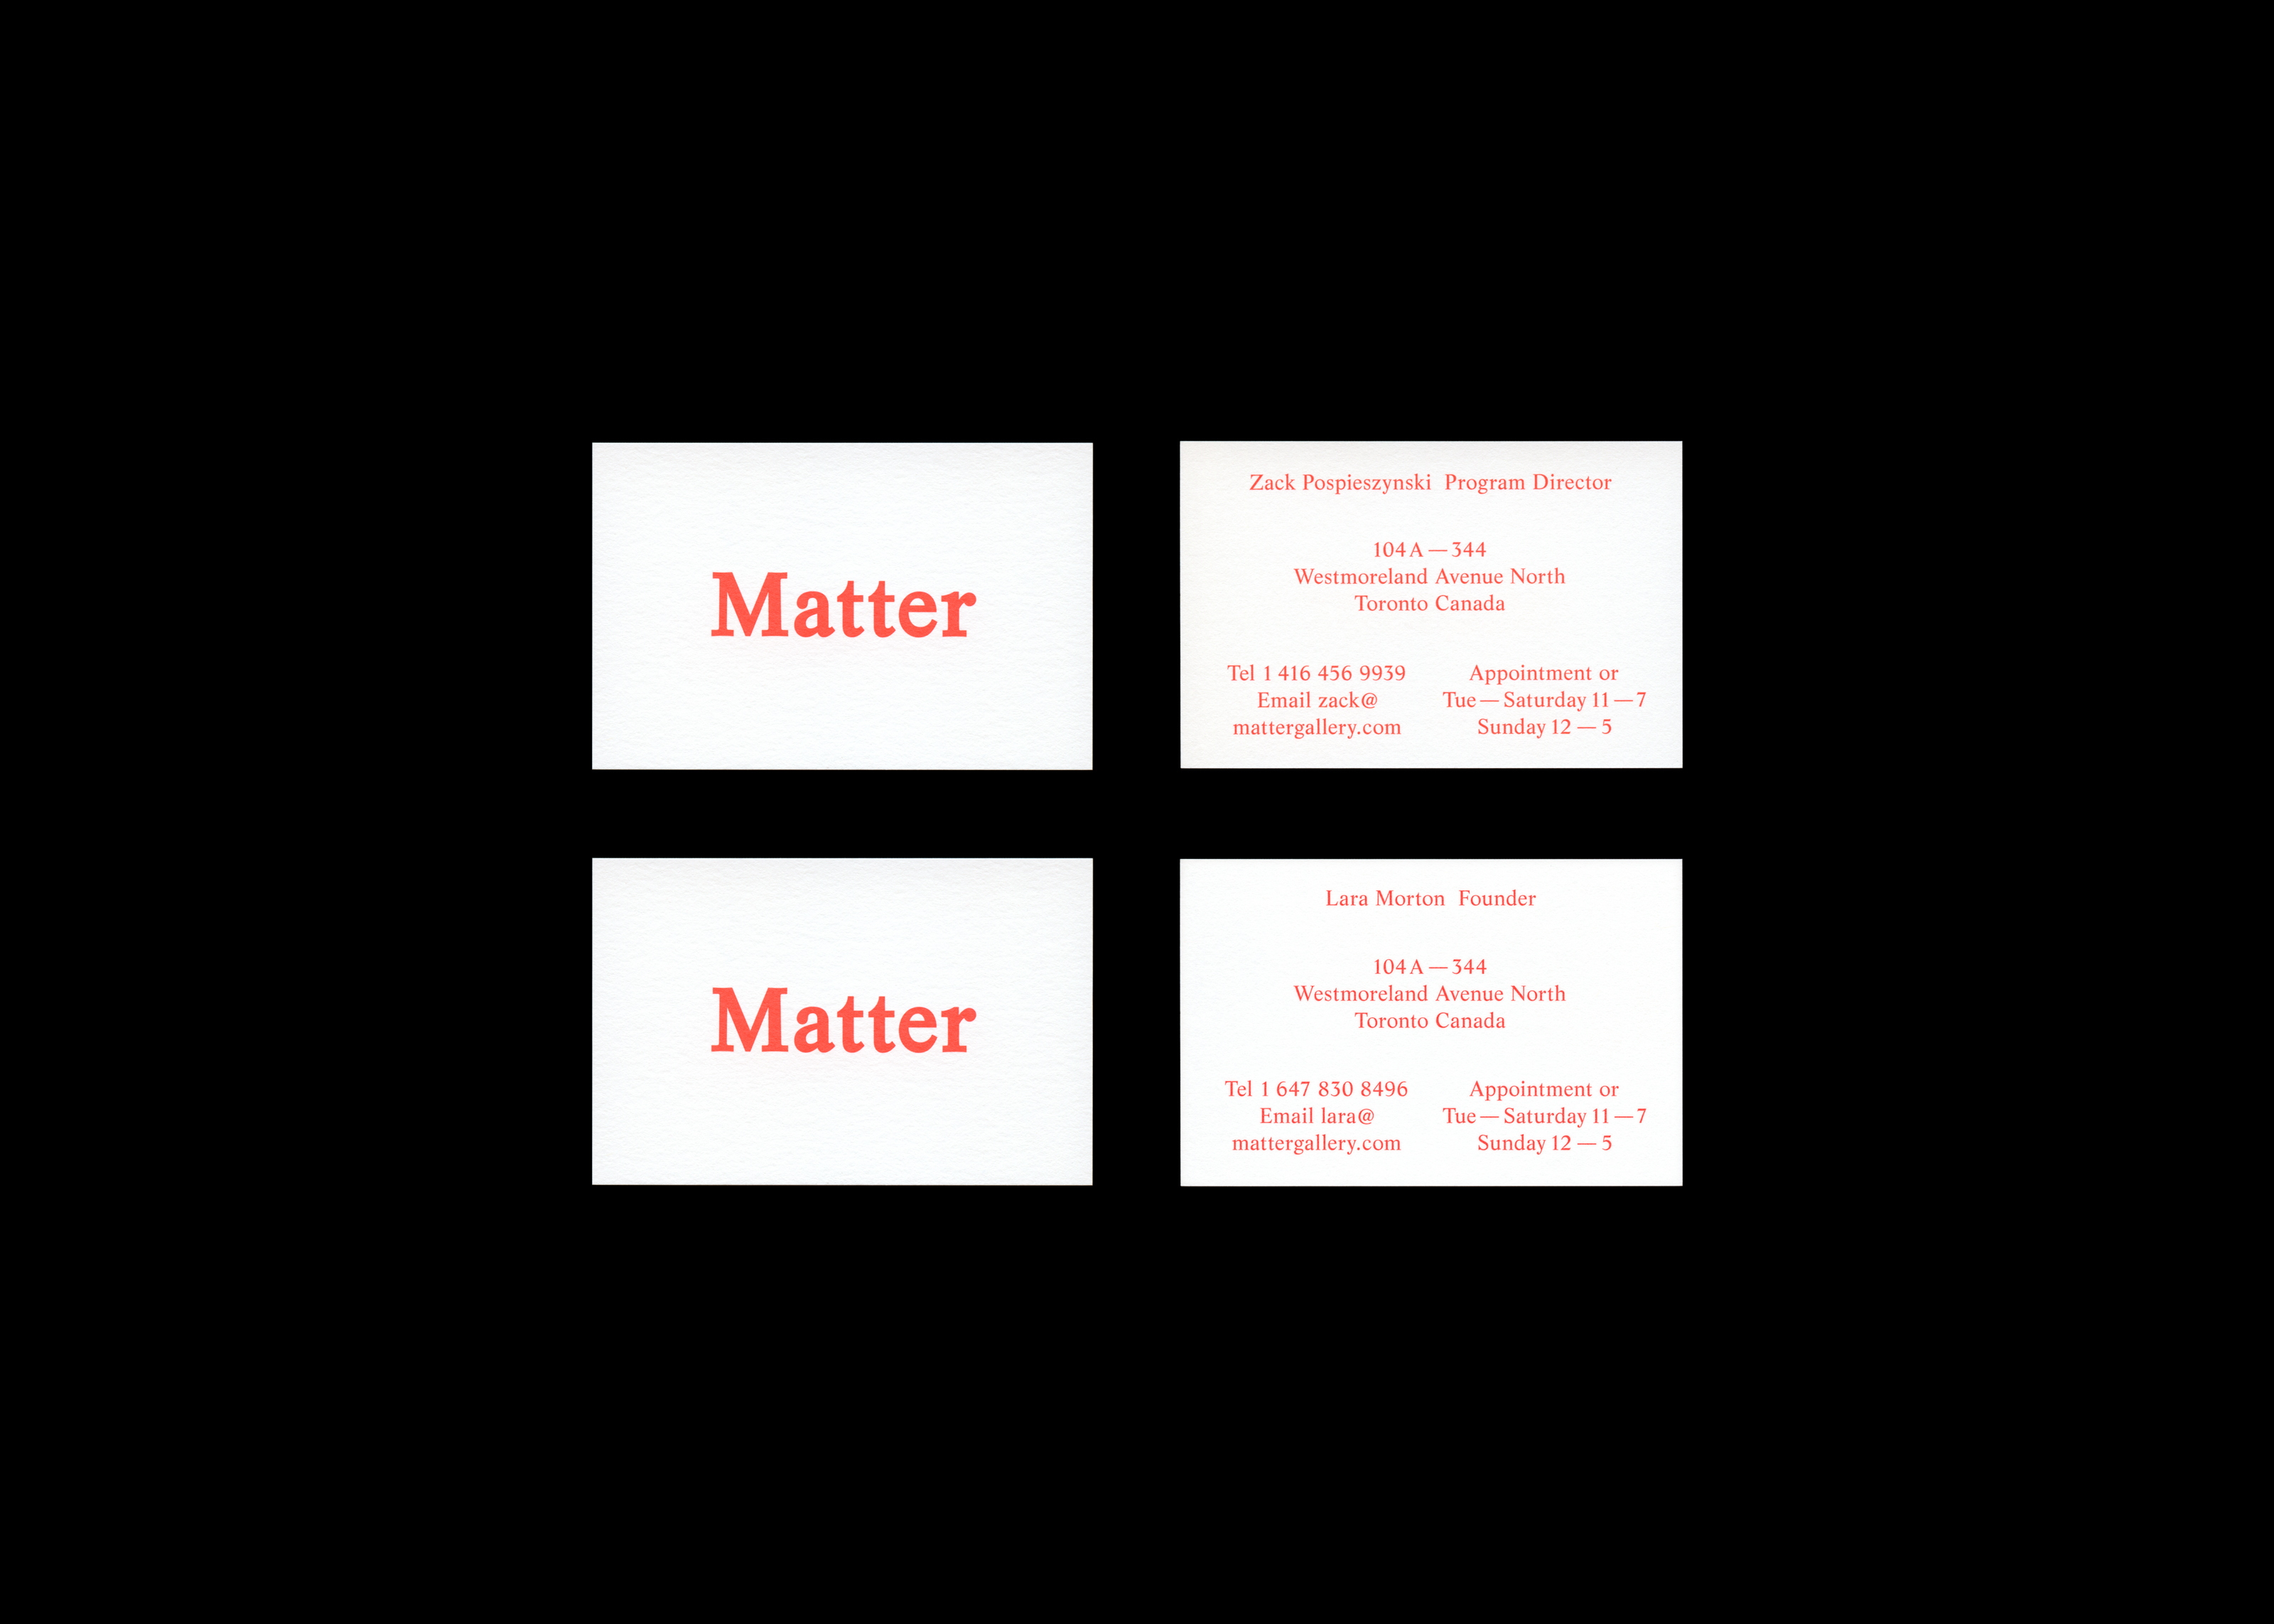 Matter
Zack Pospieszynski  Program Director
104A — 344
Westmoreland Avenue North
Toronto Canada
Tel 1 416 456 9939
Email zack@
mattergallery.com
Appointment or
Tue — Saturday 11 — 7
Sunday 12 — 5
Matter
Lara Morton  Founder
104A — 344
Westmoreland Avenue North
Toronto Canada
Tel 1 647 830 8496
Email lara@
mattergallery.com
Appointment or
Tue — Saturday 11 — 7
Sunday 12 — 5